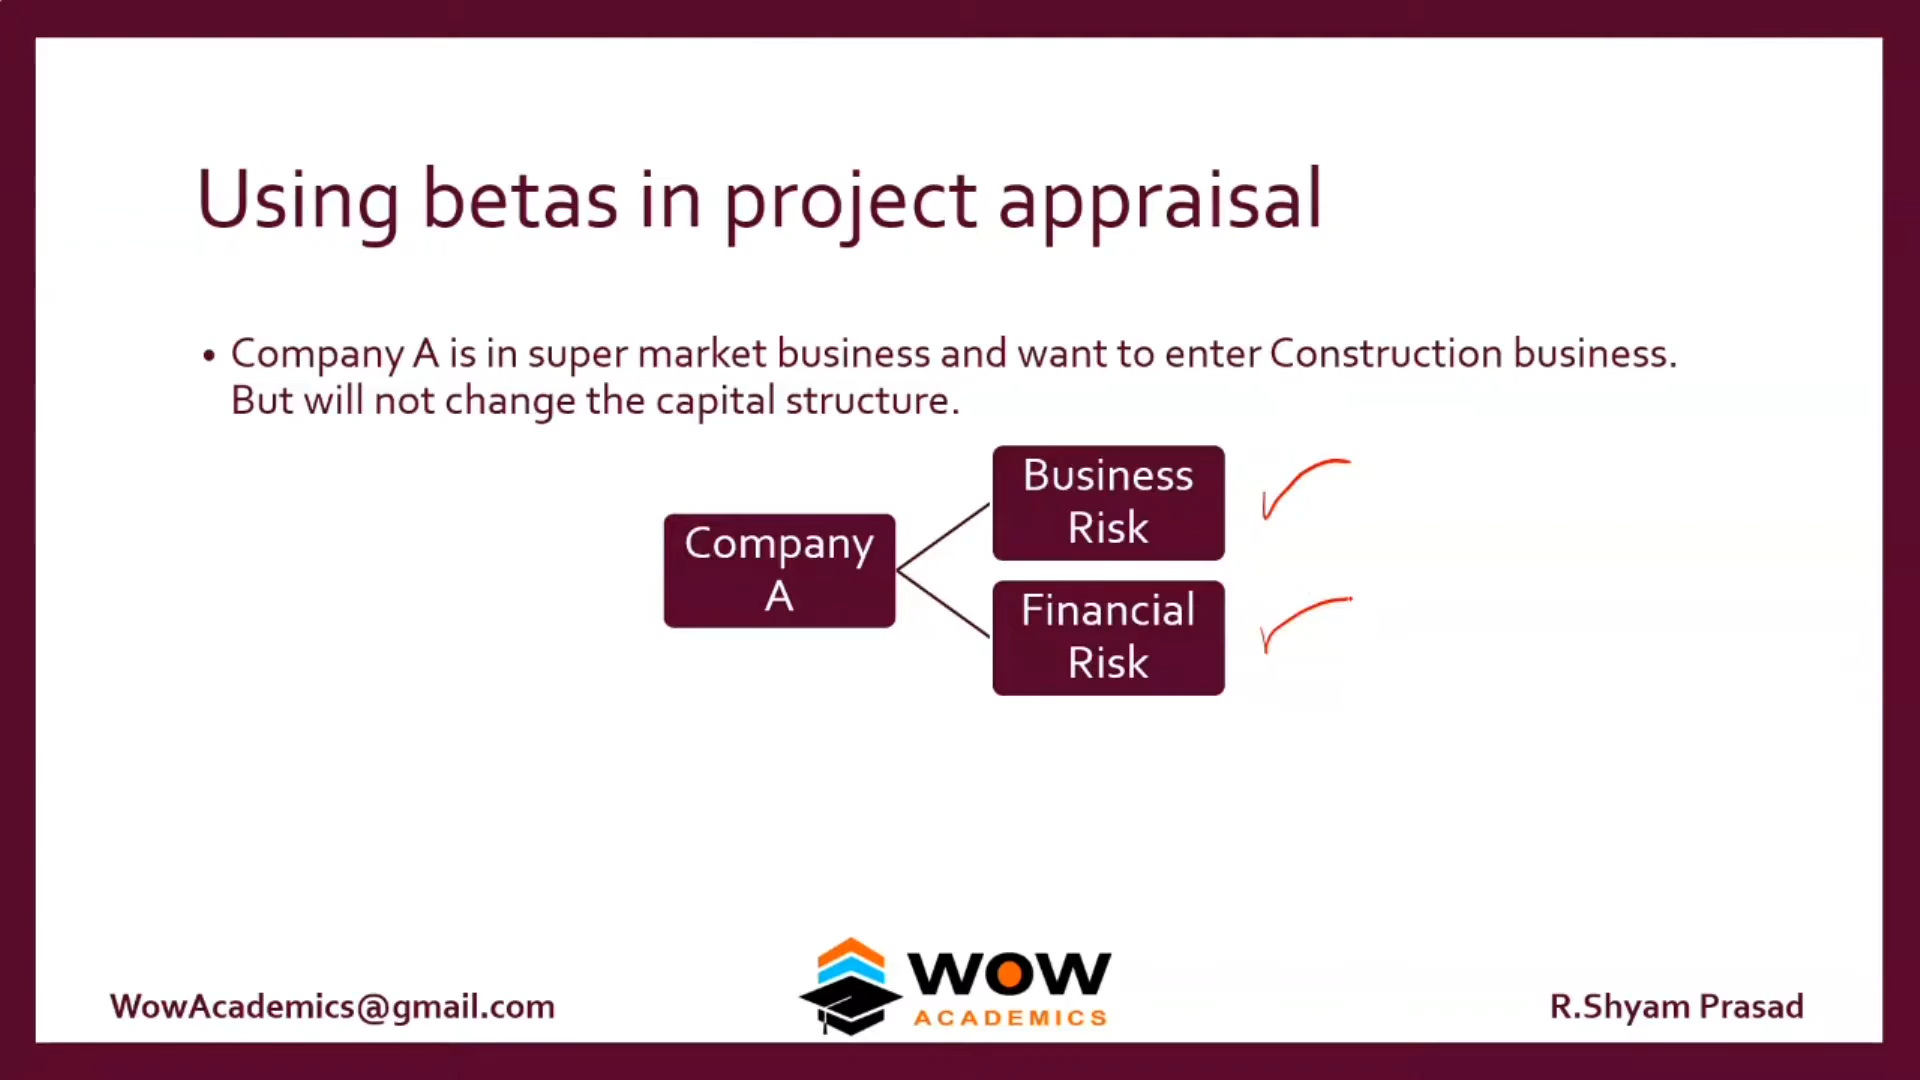 Using betas in project appraisal
• Company A is in super market business and want to enter Construction business.
But will not change the capital structure.
Company
A
Business
Risk
Financial
Risk
WowAcademics@gmail.com
WOW
ACADEMICS
R.Shyam Prasad